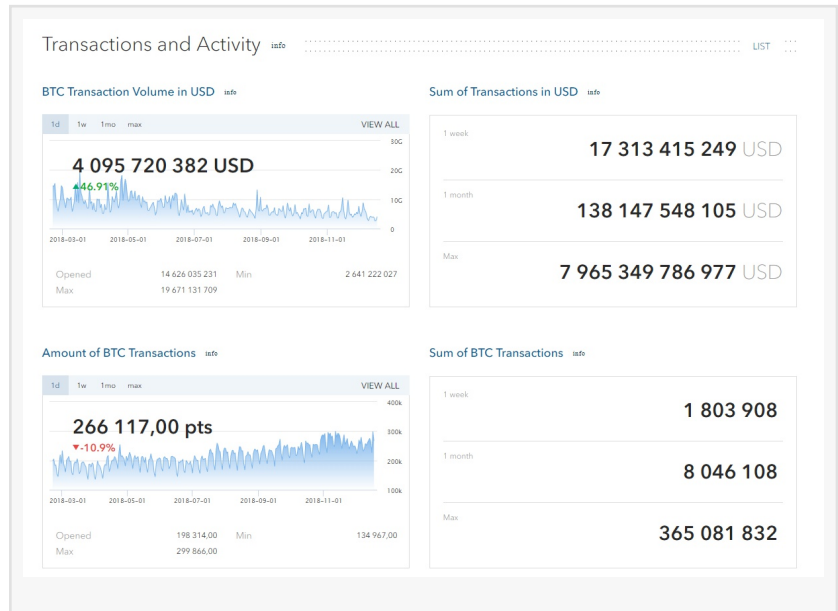 Transactions and Activity info
LIST
BTC Transaction Volume in USD info
1d 1w 1mo max VIEW ALL
30G
4 095 720 382 USD
20G
▲46.91%
10G
0
2018-03-01 2018-05-01 2018-07-01 2018-09-01 2018-11-01
Opened 14 626 035 231 Min 2 641 222 027
Max 19 671 131 709
Sum of Transactions in USD info
1 week
17 313 415 249 USD
1 month
138 147 548 105 USD
Max
7 965 349 786 977 USD
Amount of BTC Transactions info
1d 1w 1mo max VIEW ALL
400k
266 117,00 pts
300k
▼-10.9%
200k
100k
2018-03-01 2018-05-01 2018-07-01 2018-09-01 2018-11-01
Opened 198 314,00 Min 134 967,00
Max 299 866,00
Sum of BTC Transactions info
1 week
1 803 908
1 month
8 046 108
Max
365 081 832